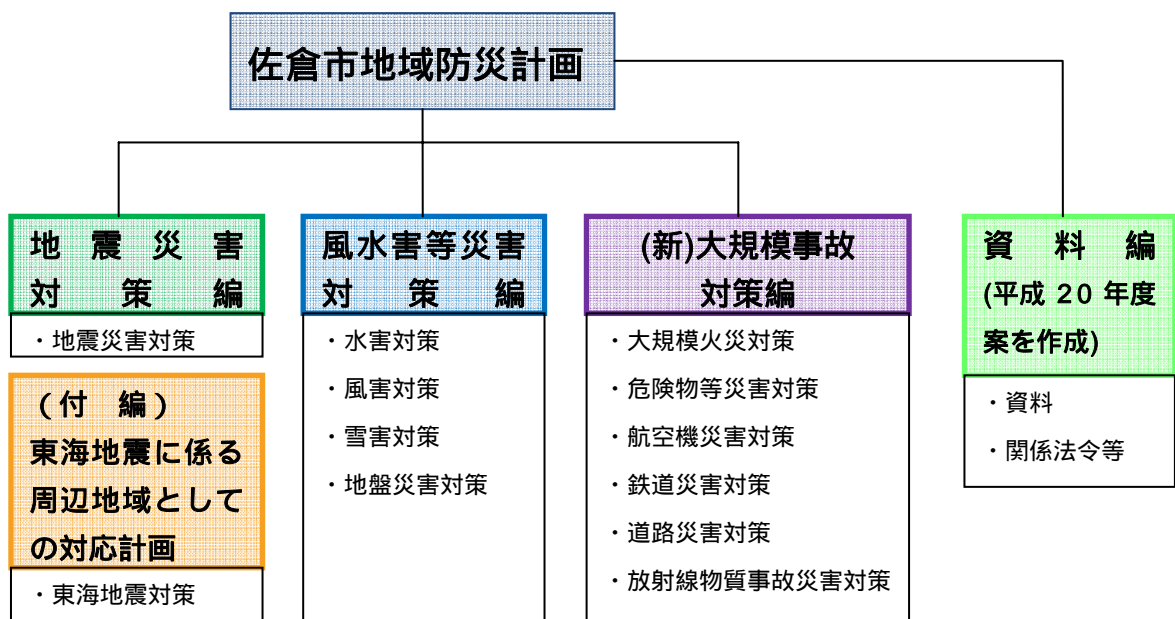 佐倉市地域防災計画
地震災害
対策編
・地震災害対策
(付編)
東海地震に係る
周辺地域として
の対応計画
・東海地震対策
風水害等災害
対策編
・水害対策
・風害対策
・雪害対策
・地盤災害対策
(新)大規模事故
対策編
・大規模火災対策
・危険物等災害対策
・航空機災害対策
・鉄道災害対策
・道路災害対策
・放射線物質事故災害対策
資料編
(平成 20 年度
案を作成)
・資料
・関係法令等